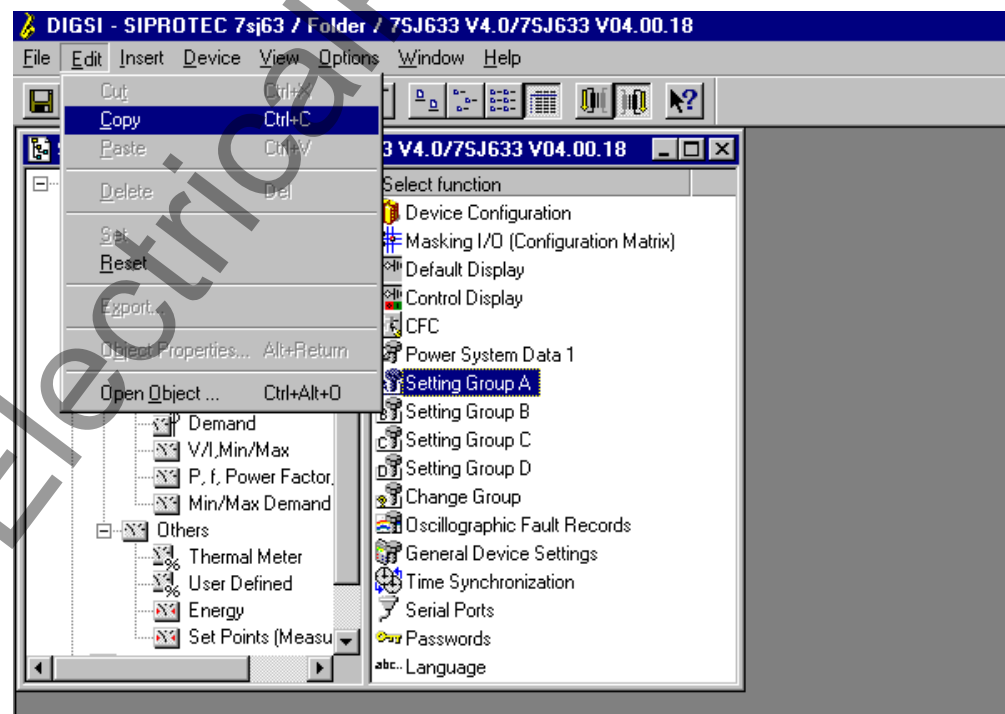 DIGSI - SIPROTEC 7sj63 / Folder / 7SJ633 V4.0/7SJ633 V04.00.18
File Edit Insert Device View Options Window Help
Cut Ctrl+X
Copy Ctrl+C
Paste Ctrl+V
Delete Del
Set
Reset
Export...
Object Properties... Alt+Return
Open Object ... Ctrl+Alt+O
Demand
V/I,Min/Max
P, f, Power Factor,
Min/Max Demand
Others
Thermal Meter
User Defined
Energy
Set Points (Measu
3 V4.0/7SJ633 V04.00.18
Select function
Device Configuration
Masking I/O (Configuration Matrix)
Default Display
Control Display
CFC
Power System Data 1
Setting Group A
Setting Group B
Setting Group C
Setting Group D
Change Group
Oscillographic Fault Records
General Device Settings
Time Synchronization
Serial Ports
Passwords
abc.. Language
Electrical